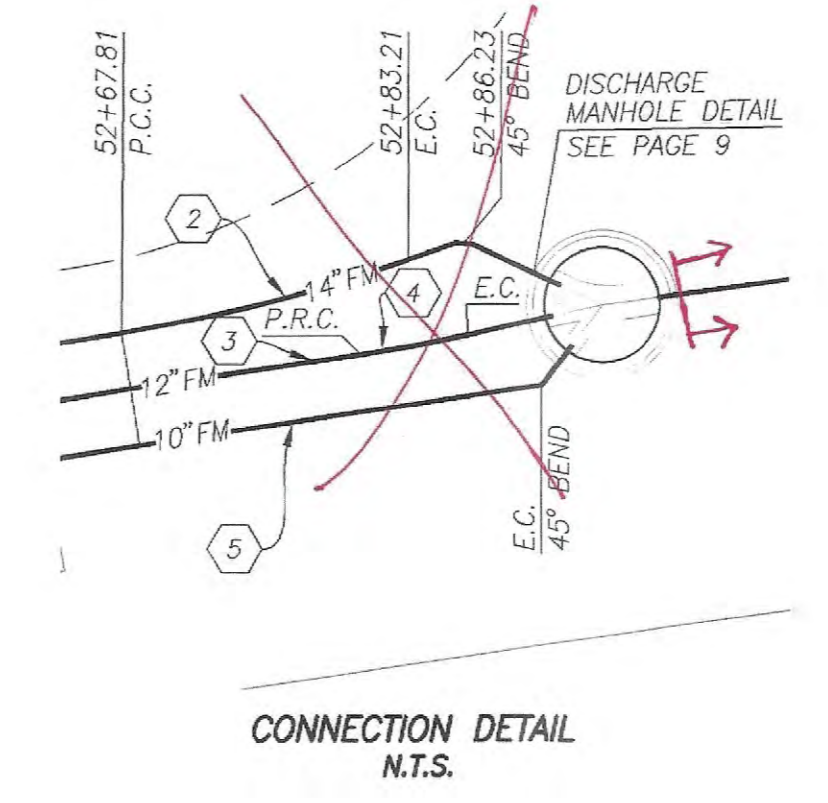 52+67.81
P.C.C.
52+83.21
E.C.
52+86.23
45° BEND
DISCHARGE
MANHOLE DETAIL
SEE PAGE 9
2
14"FM
4
E.C.
P.R.C.
3
12"FM
10"FM
5
E.C.
45° BEND
CONNECTION DETAIL
N.T.S.